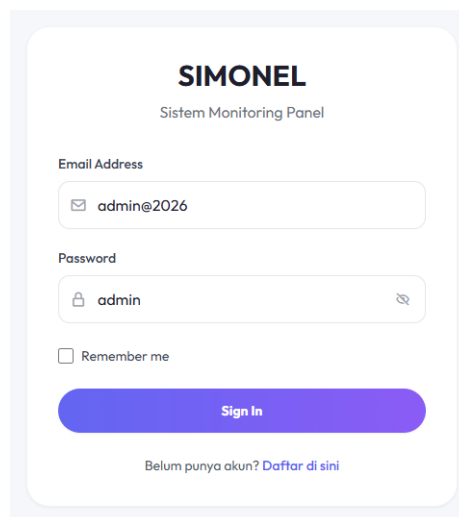 SIMONEL
Sistem Monitoring Panel
Email Address
admin@2026
Password
admin
Remember me
Sign In
Belum punya akun? Daftar di sini